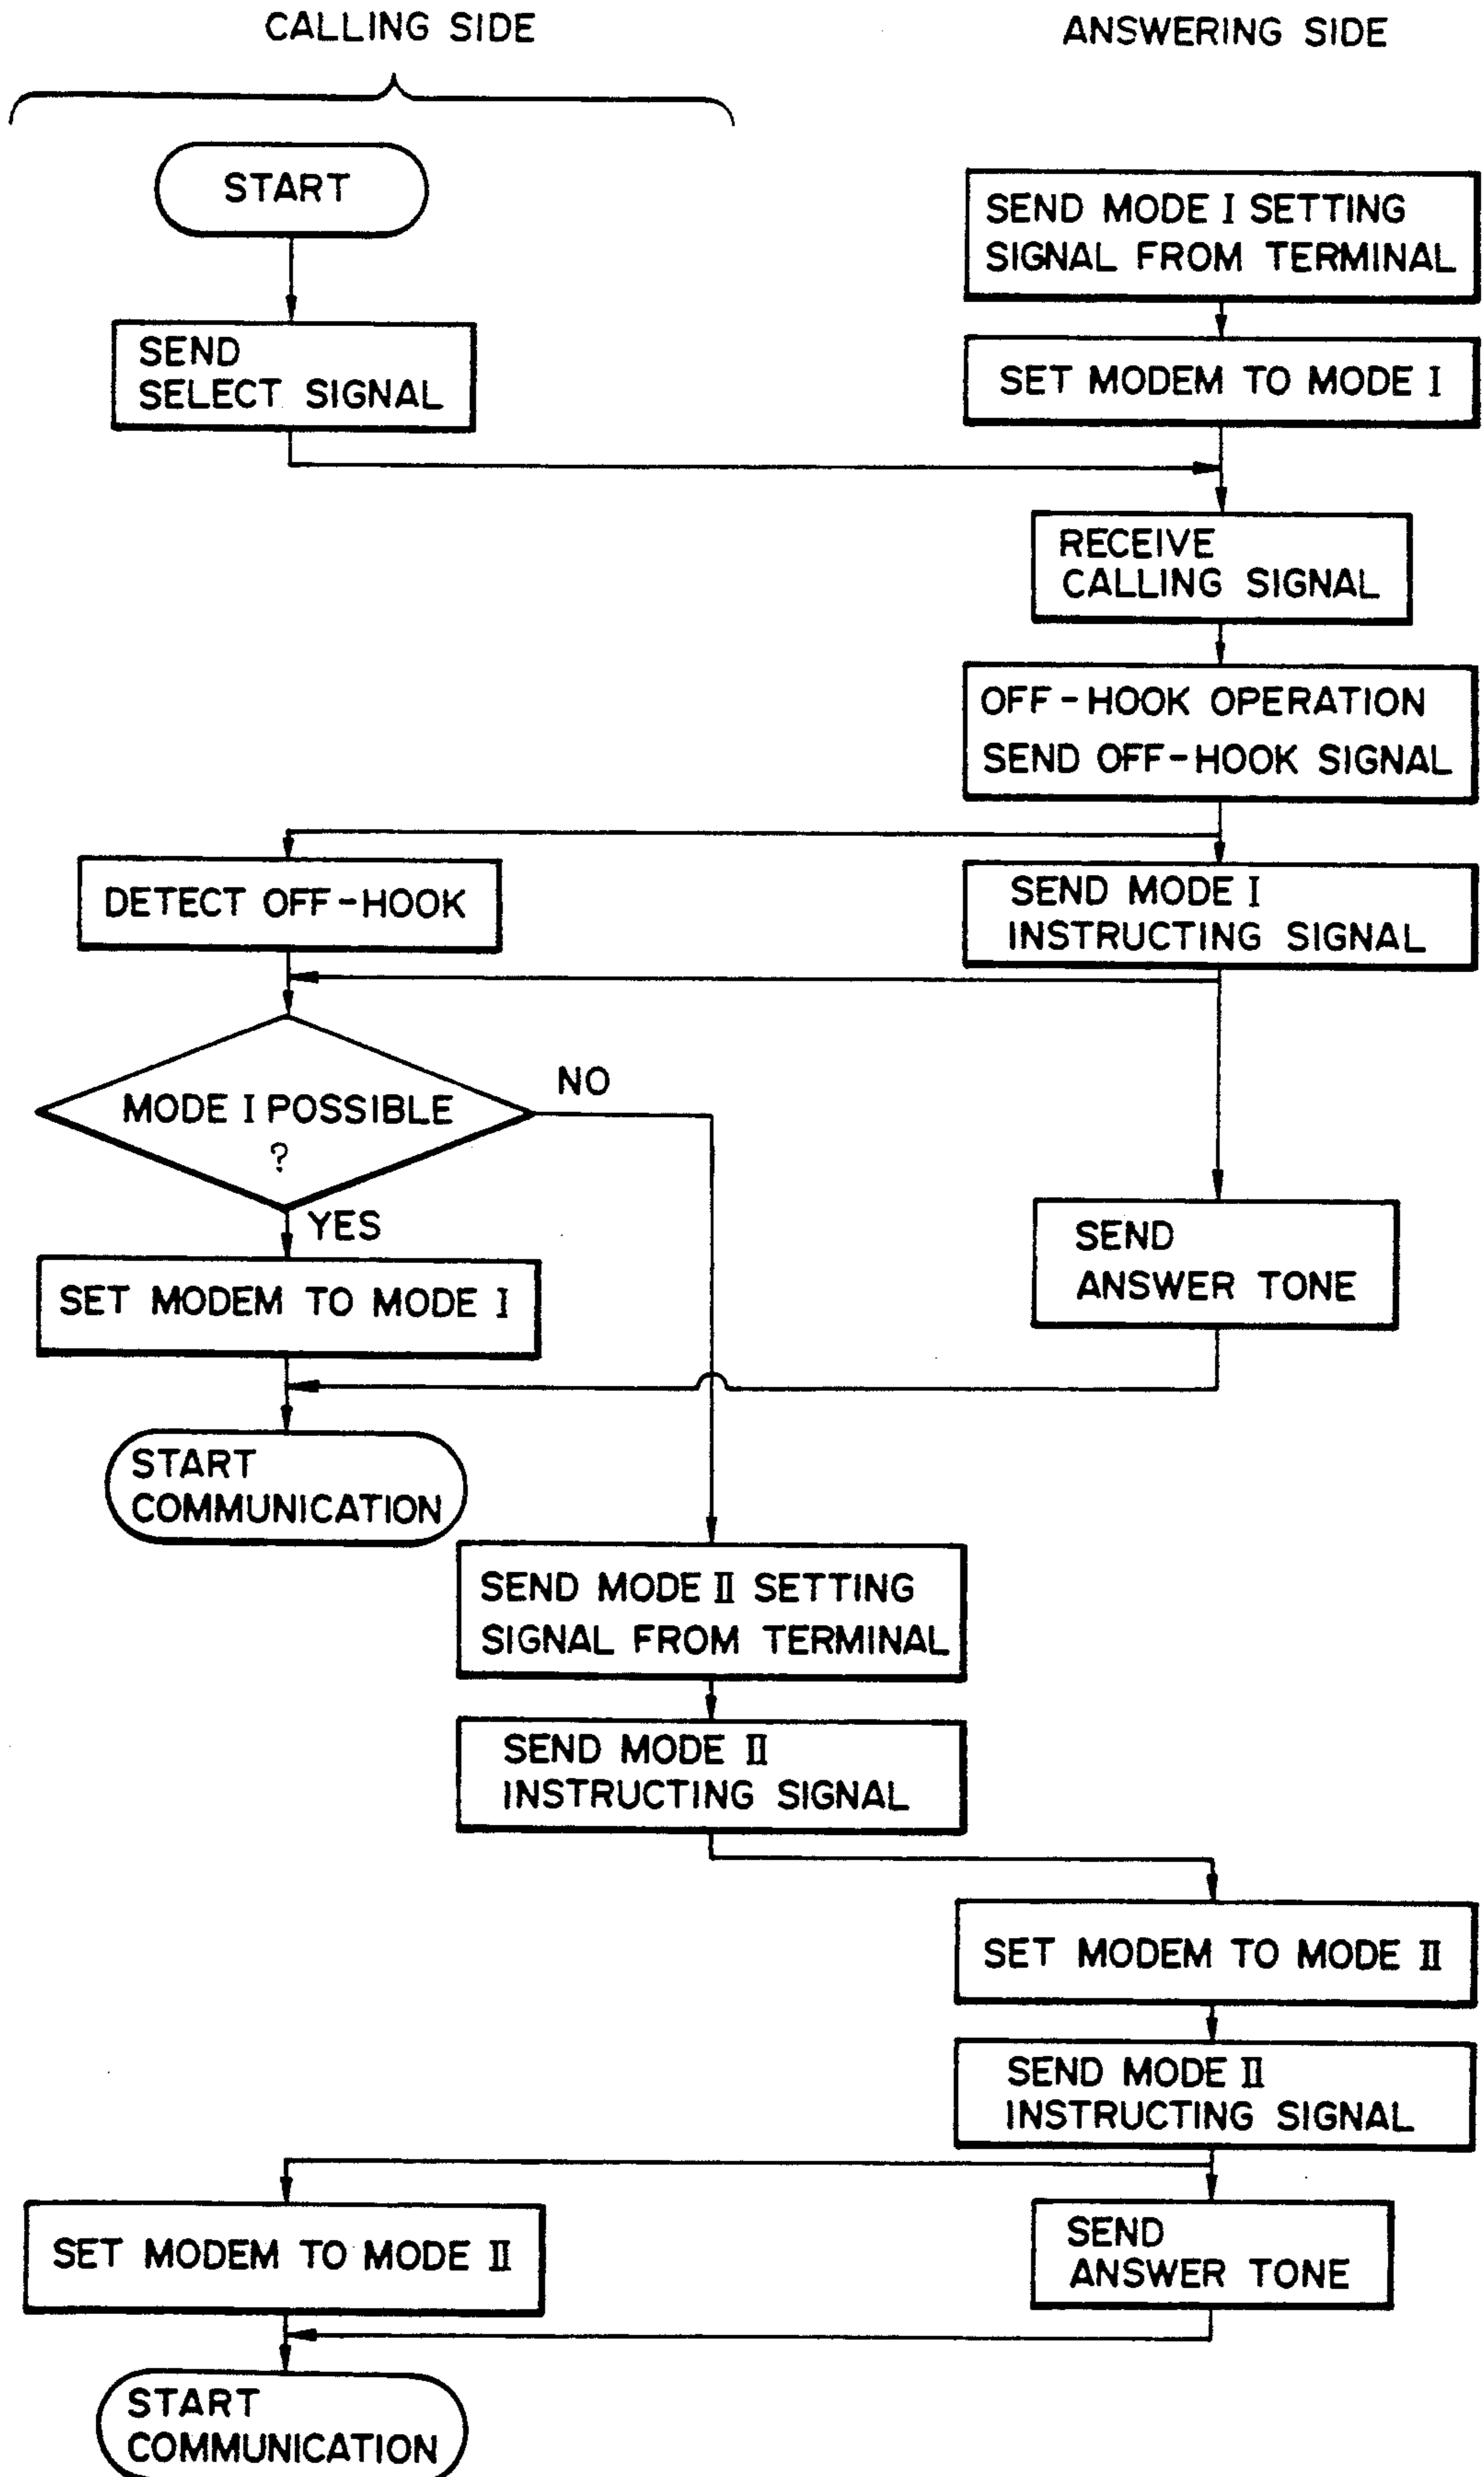 CALLING SIDE
ANSWERING SIDE
START
SEND MODE I SETTING
SIGNAL FROM TERMINAL
SEND
SELECT SIGNAL
SET MODEM TO MODE I
RECEIVE
CALLING SIGNAL
OFF-HOOK OPERATION
SEND OFF-HOOK SIGNAL
DETECT OFF-HOOK
SEND MODE I
INSTRUCTING SIGNAL
MODE I POSSIBLE
?
NO
YES
SET MODEM TO MODE I
SEND
ANSWER TONE
START
COMMUNICATION
SEND MODE II SETTING
SIGNAL FROM TERMINAL
SEND MODE II
INSTRUCTING SIGNAL
SET MODEM TO MODE II
SEND MODE II
INSTRUCTING SIGNAL
SET MODEM TO MODE II
SEND
ANSWER TONE
START
COMMUNICATION